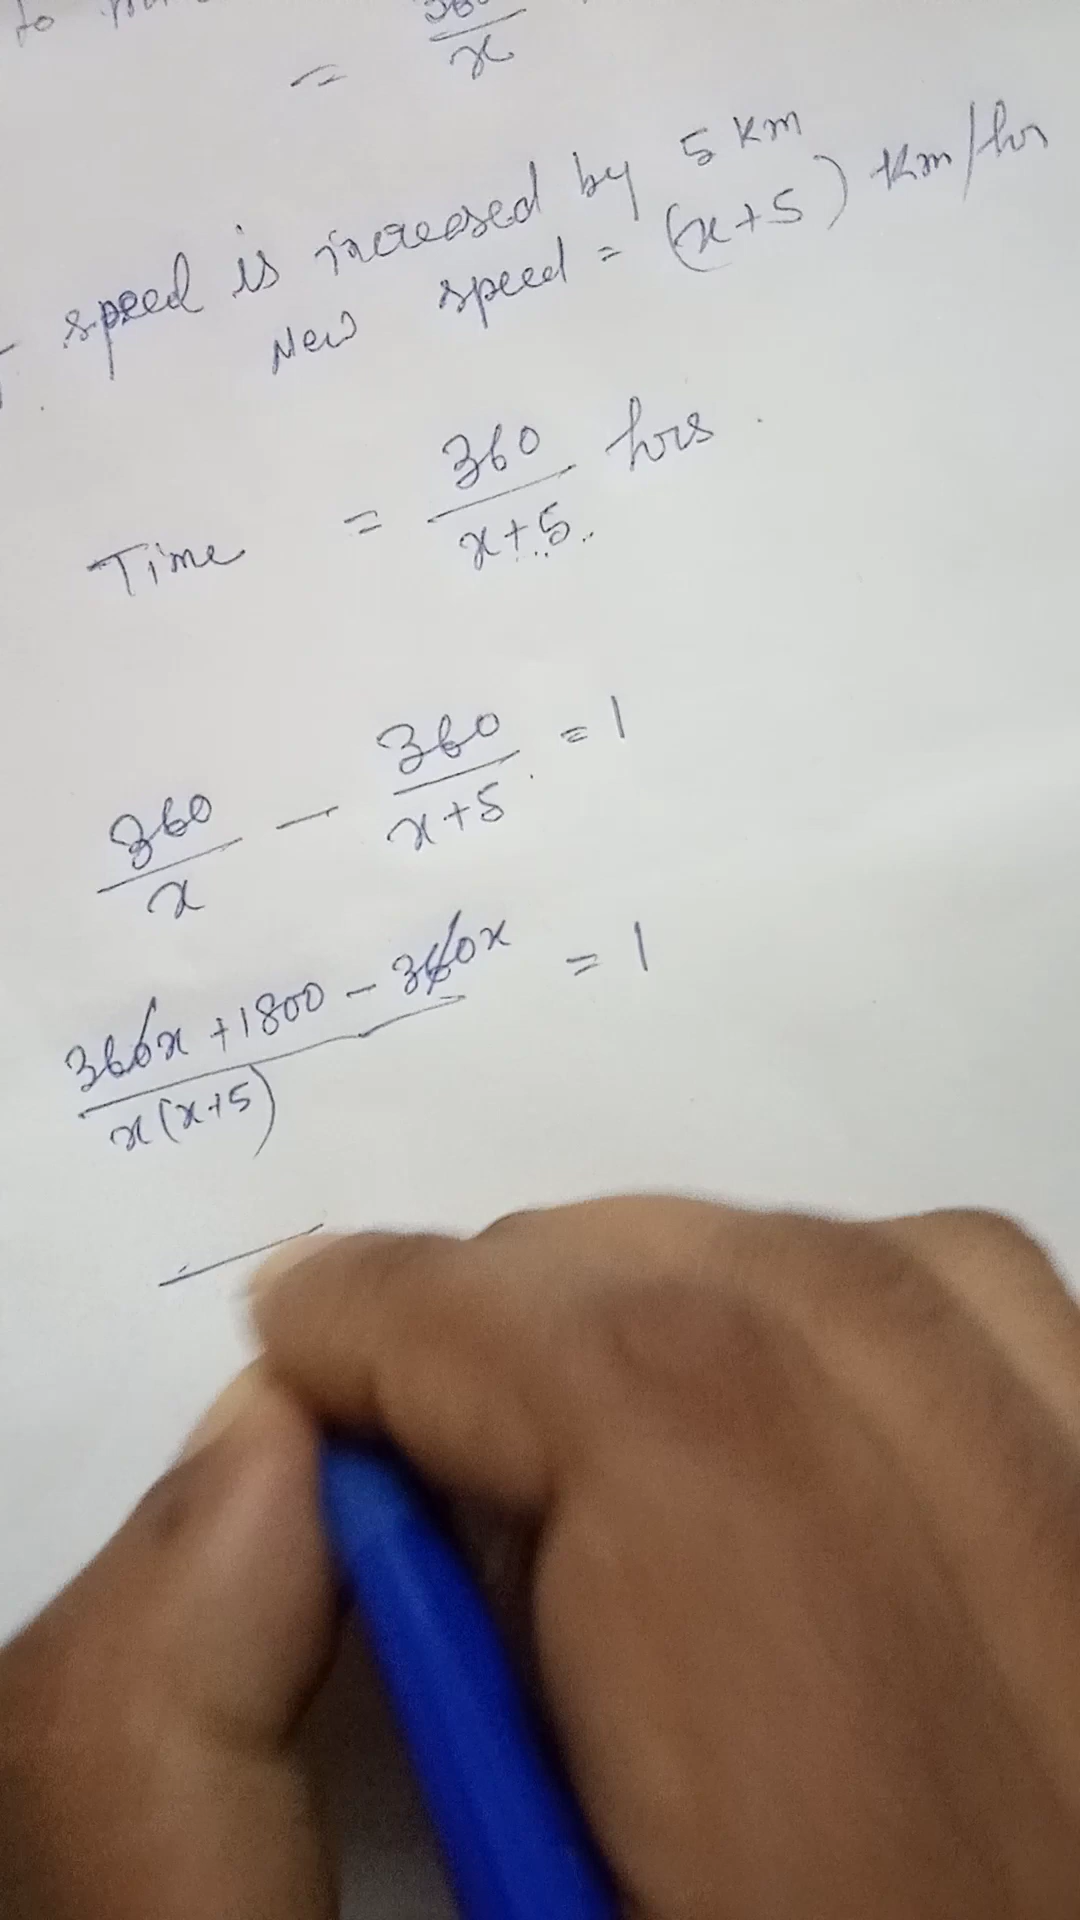 to
= 360/x
speed is increased by 5 km
New speed = (x+5) km/hr
Time = 360/x+5 hrs
360/x − 360/x+5 = 1
360x + 1800 − 360x / x(x+5) = 1